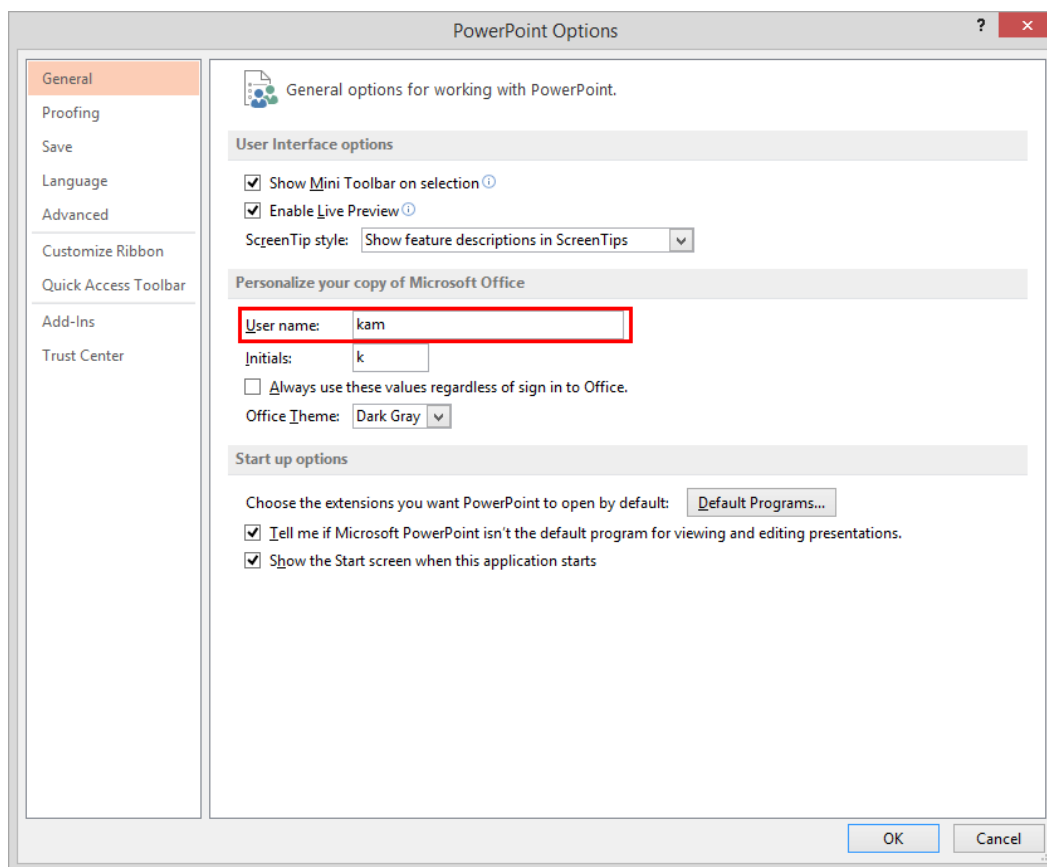 PowerPoint Options
?
General
Proofing
Save
Language
Advanced
Customize Ribbon
Quick Access Toolbar
Add-Ins
Trust Center
General options for working with PowerPoint.
User Interface options
Show Mini Toolbar on selection
Enable Live Preview
ScreenTip style: Show feature descriptions in ScreenTips
Personalize your copy of Microsoft Office
User name: kam
Initials: k
Always use these values regardless of sign in to Office.
Office Theme: Dark Gray
Start up options
Choose the extensions you want PowerPoint to open by default: Default Programs...
Tell me if Microsoft PowerPoint isn't the default program for viewing and editing presentations.
Show the Start screen when this application starts
OK Cancel